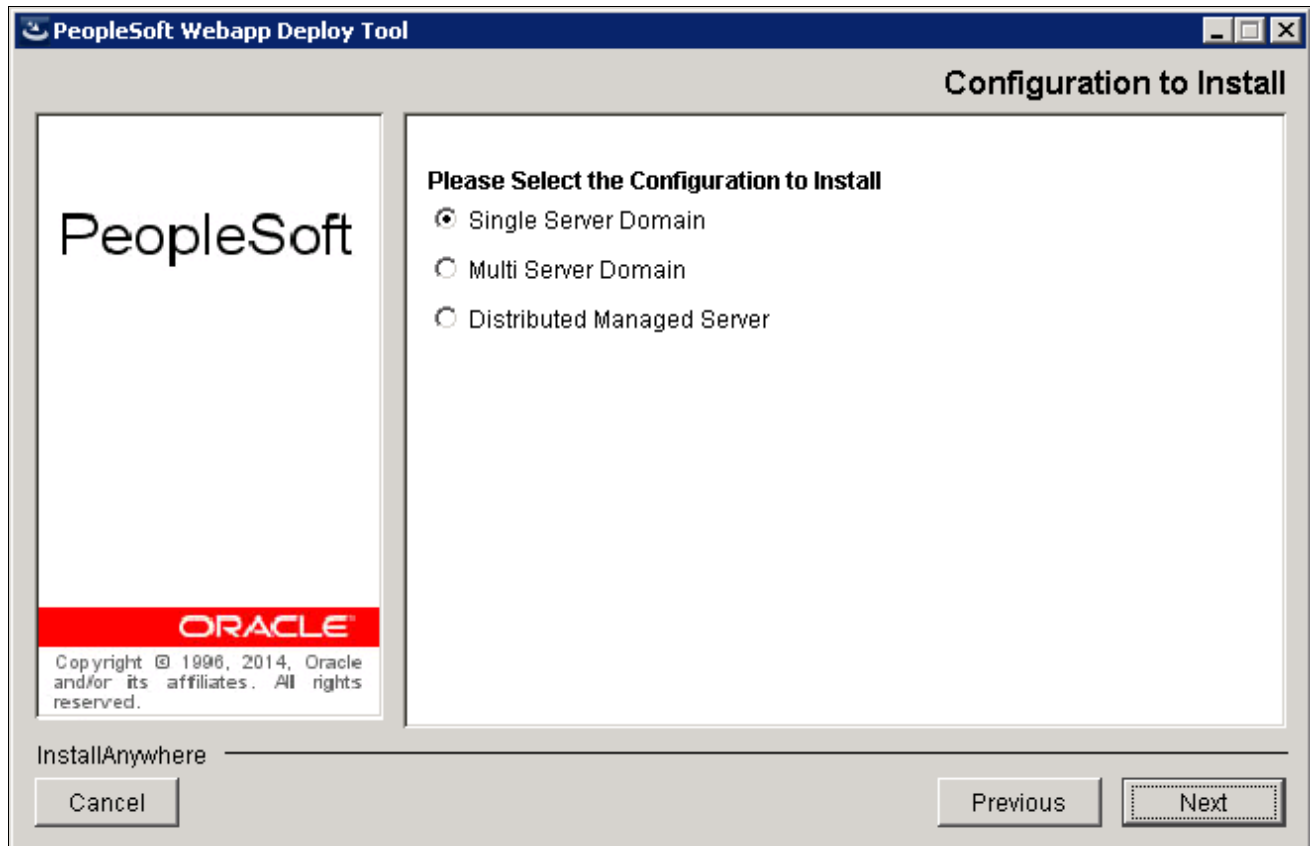 PeopleSoft Webapp Deploy Tool
Configuration to Install
PeopleSoft
Please Select the Configuration to Install
Single Server Domain
Multi Server Domain
Distributed Managed Server
ORACLE
Copyright © 1996, 2014, Oracle
and/or its affiliates. All rights
reserved.
InstallAnywhere
Cancel
Previous
Next